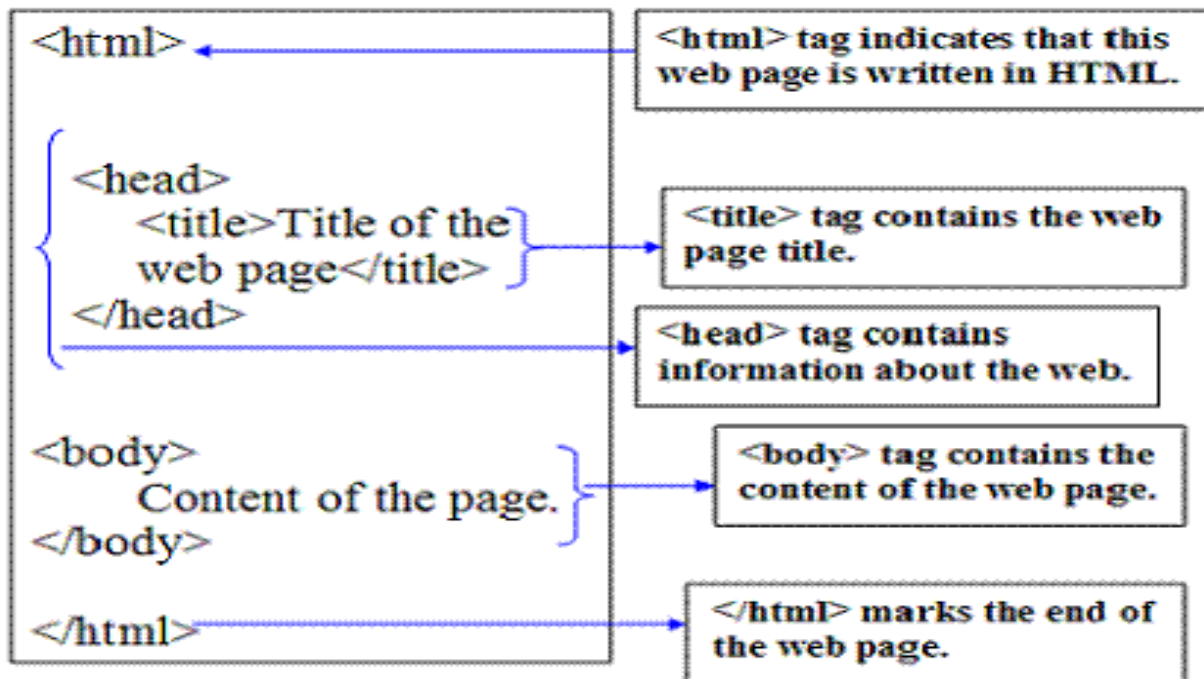 <html>
<html> tag indicates that this
web page is written in HTML.
<head>
<title>Title of the
web page</title>
</head>
<title> tag contains the web
page title.
<head> tag contains
information about the web.
<body>
Content of the page.
</body>
<body> tag contains the
content of the web page.
</html>
</html> marks the end of
the web page.